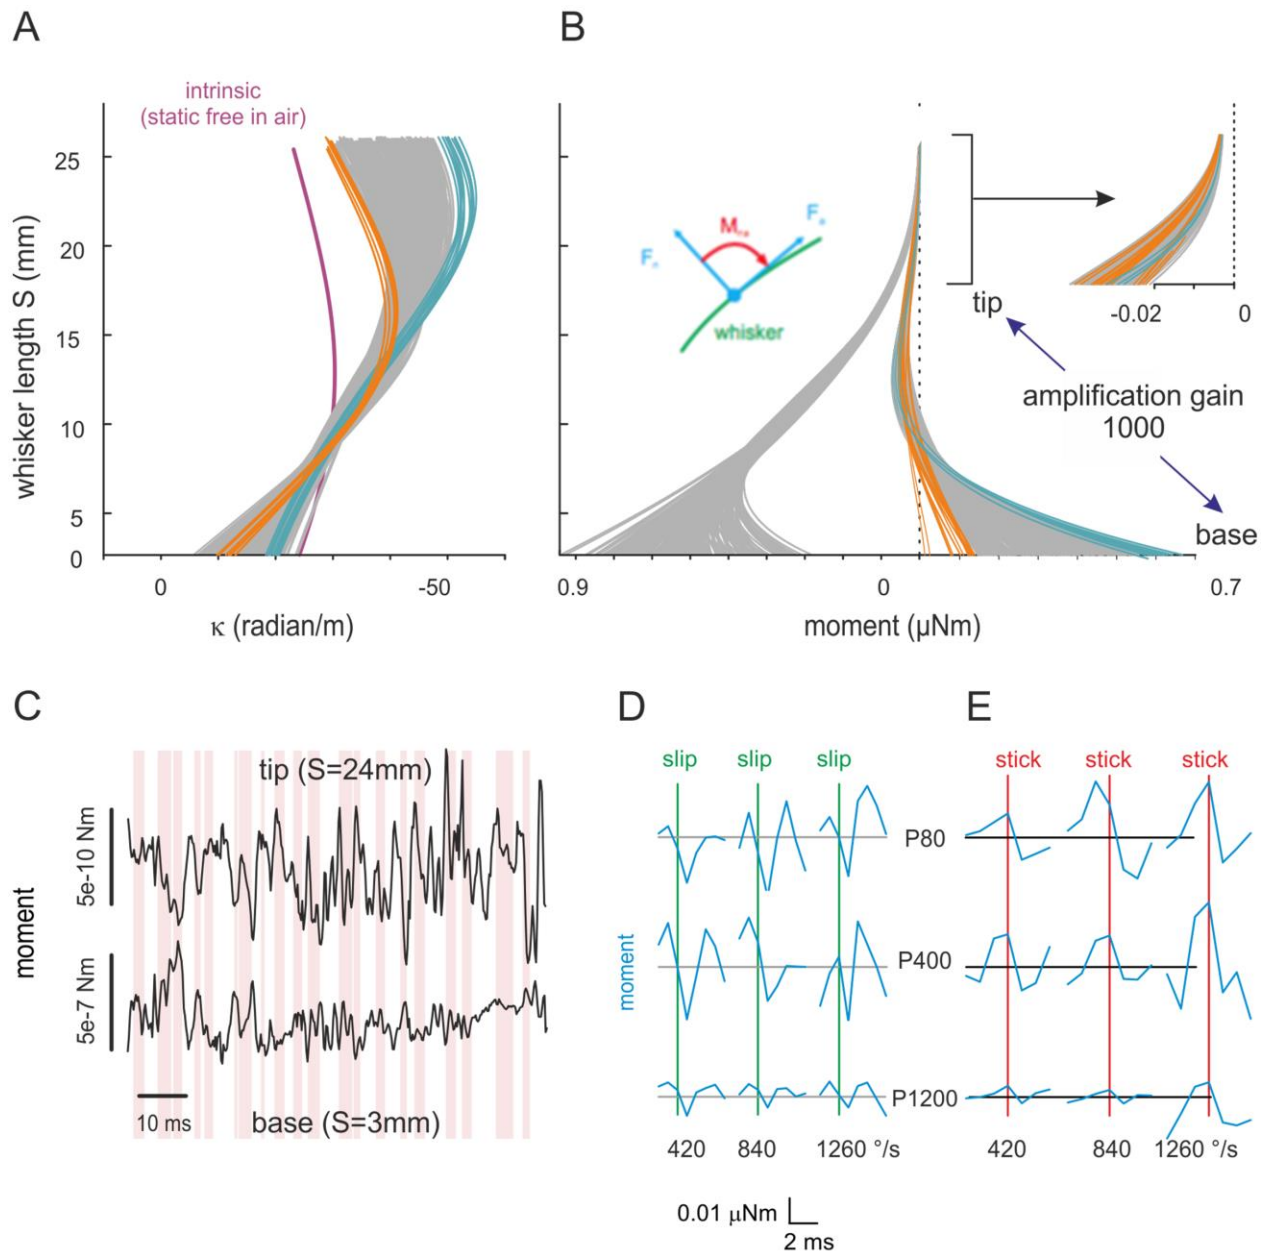 A
B
intrinsic
(static free in air)
whisker length S (mm)
25
20
15
10
5
0
0
-50
κ (radian/m)
whisker
tip
-0.02
0
amplification gain
1000
base
0.9
0
0.7
moment (µNm)
C
D
E
moment
5e-10 Nm
5e-7 Nm
tip (S=24mm)
10 ms
base (S=3mm)
slip
slip
slip
stick
stick
stick
moment
P80
P400
P1200
420
840
1260 °/s
420
840
1260 °/s
0.01 µNm
2 ms